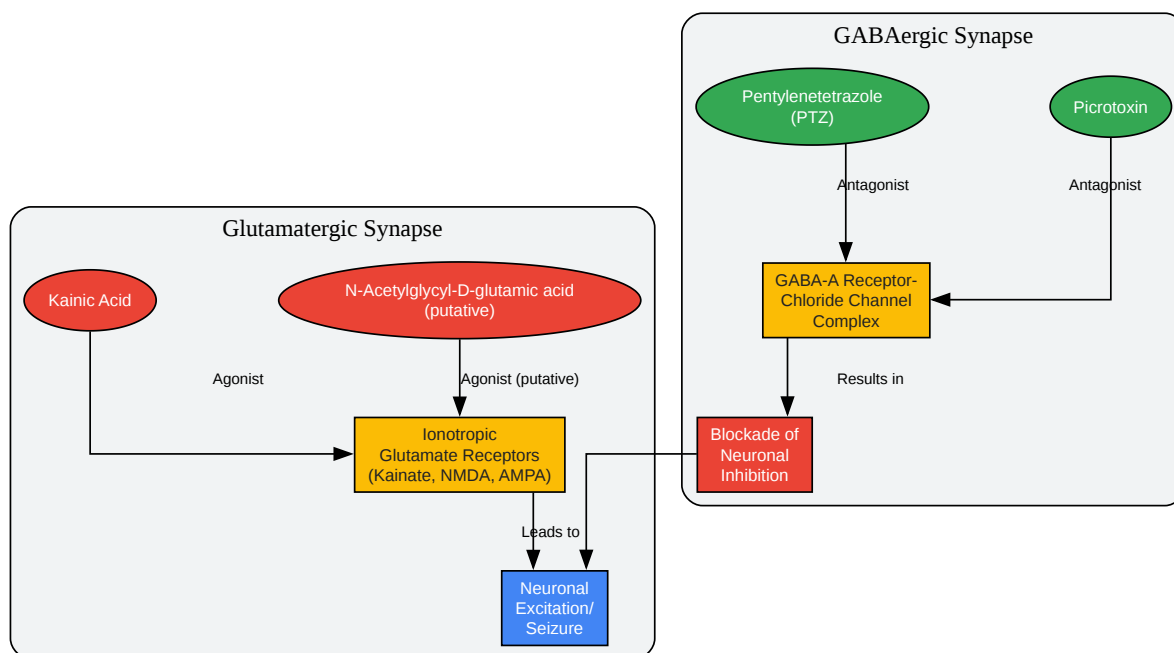 GABAergic Synapse
Pentylenetetrazole
(PTZ)
Picrotoxin
Antagonist
Antagonist
GABA-A Receptor-
Chloride Channel
Complex
Results in
Blockade of
Neuronal
Inhibition
Glutamatergic Synapse
Kainic Acid
N-Acetylglycyl-D-glutamic acid
(putative)
Agonist
Agonist (putative)
Ionotropic
Glutamate Receptors
(Kainate, NMDA, AMPA)
Leads to
Neuronal
Excitation/
Seizure